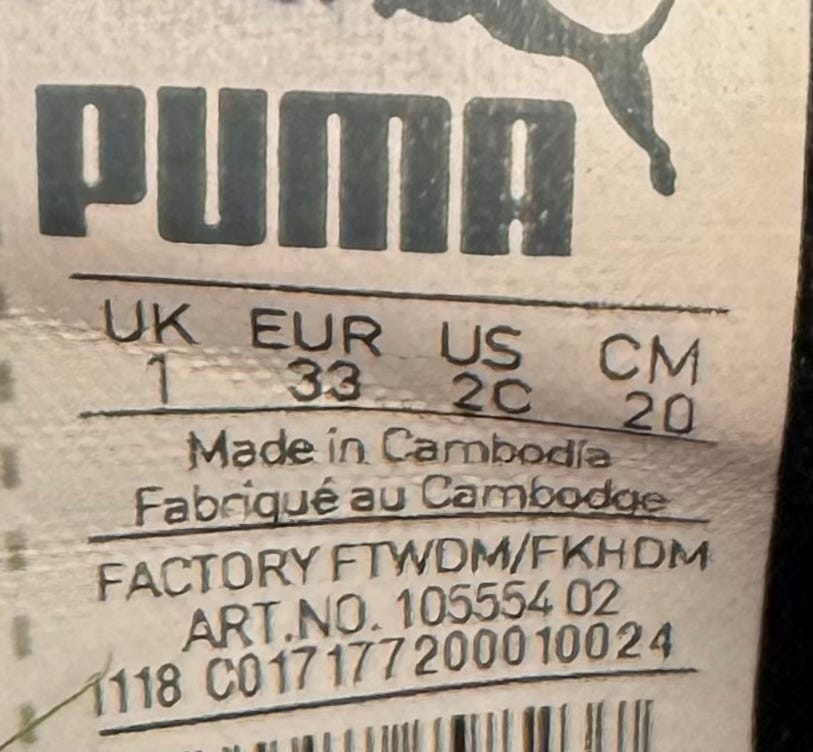 PUMA
UK EUR US CM
1 33 2C 20
Made in Cambodia
Fabriqué au Cambodge
FACTORY FTWDM/FKHDM
ART.NO. 105554 02
1118 C017177200010024